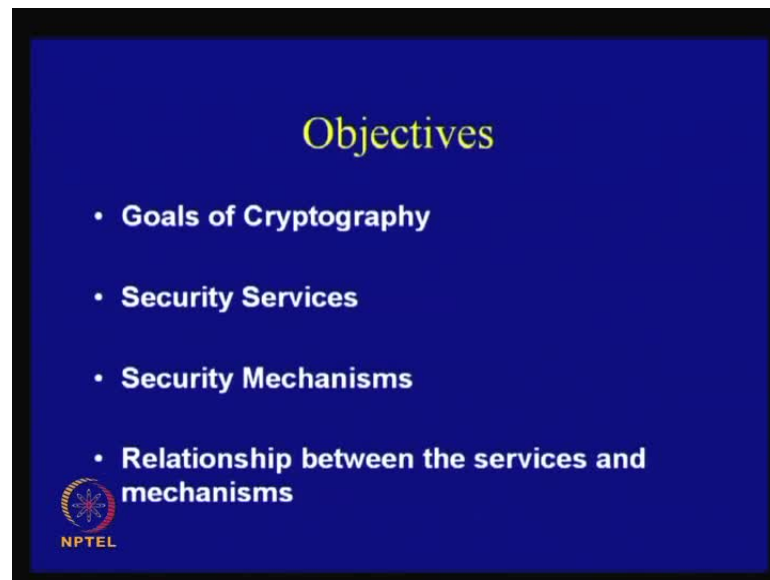 Objectives
• Goals of Cryptography
• Security Services
• Security Mechanisms
• Relationship between the services and
mechanisms
NPTEL